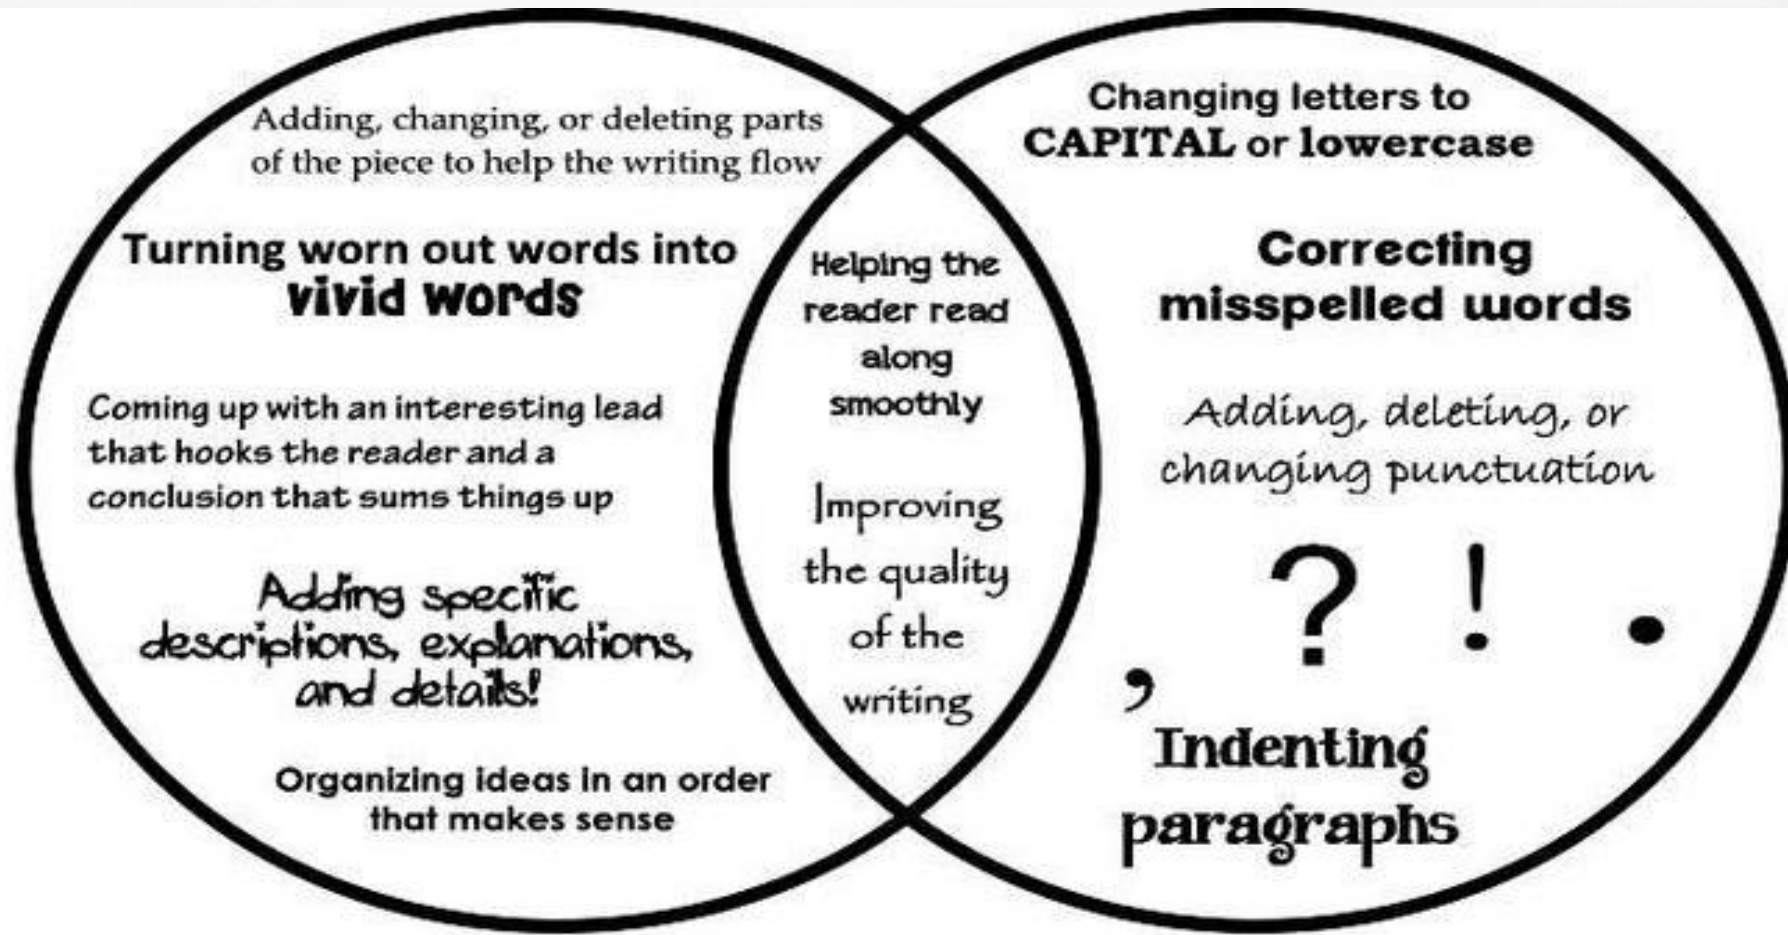 Adding, changing, or deleting parts
of the piece to help the writing flow
Turning worn out words into
vivid words
Coming up with an interesting lead
that hooks the reader and a
conclusion that sums things up
Adding specific
descriptions, explanations,
and details!
Organizing ideas in an order
that makes sense
Helping the
reader read
along
smoothly
Improving
the quality
of the
writing
Changing letters to
CAPITAL or lowercase
Correcting
misspelled words
Adding, deleting, or
changing punctuation
, ? ! .
Indenting
paragraphs